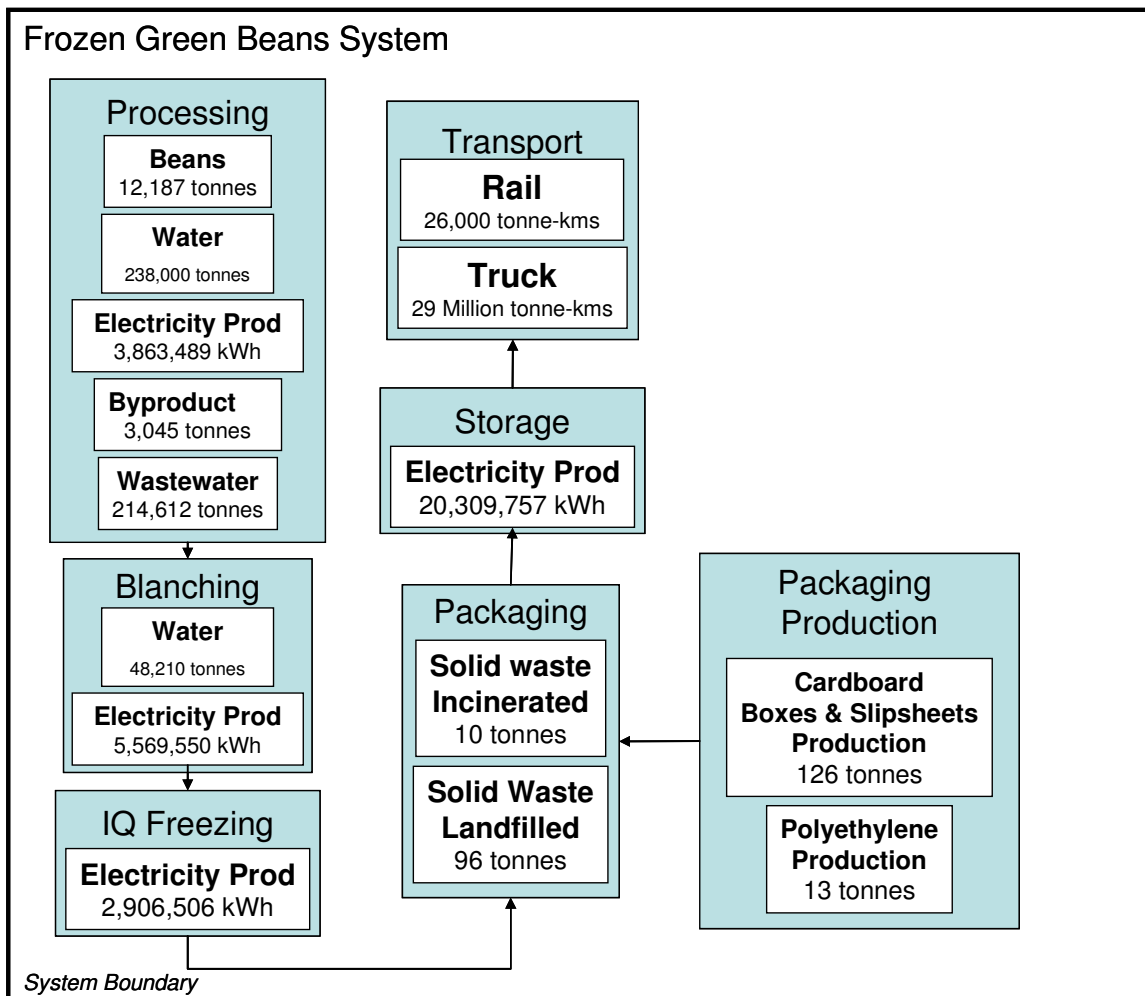 Frozen Green Beans System
Processing
Beans
12,187 tonnes
Water
238,000 tonnes
Electricity Prod
3,863,489 kWh
Byproduct
3,045 tonnes
Wastewater
214,612 tonnes
Blanching
Water
48,210 tonnes
Electricity Prod
5,569,550 kWh
IQ Freezing
Electricity Prod
2,906,506 kWh
Transport
Rail
26,000 tonne-kms
Truck
29 Million tonne-kms
Storage
Electricity Prod
20,309,757 kWh
Packaging
Solid waste
Incinerated
10 tonnes
Solid Waste
Landfilled
96 tonnes
Packaging
Production
Cardboard
Boxes & Slipsheets
Production
126 tonnes
Polyethylene
Production
13 tonnes
System Boundary